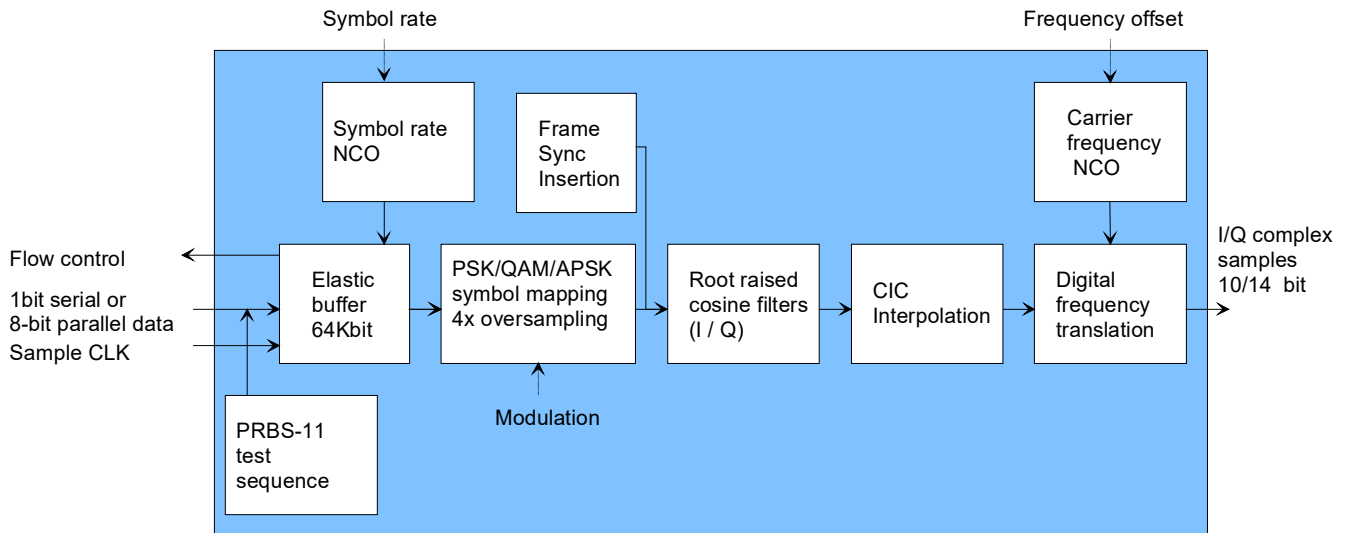 Symbol rate
Frequency offset
Symbol rate
NCO
Frame
Sync
Insertion
Carrier
frequency
NCO
Flow control
1bit serial or
8-bit parallel data
Sample CLK
Elastic
buffer
64Kbit
PSK/QAM/APSK
symbol mapping
4x oversampling
Root raised
cosine filters
(I / Q)
CIC
Interpolation
Digital
frequency
translation
I/Q complex
samples
10/14 bit
Modulation
PRBS-11
test
sequence